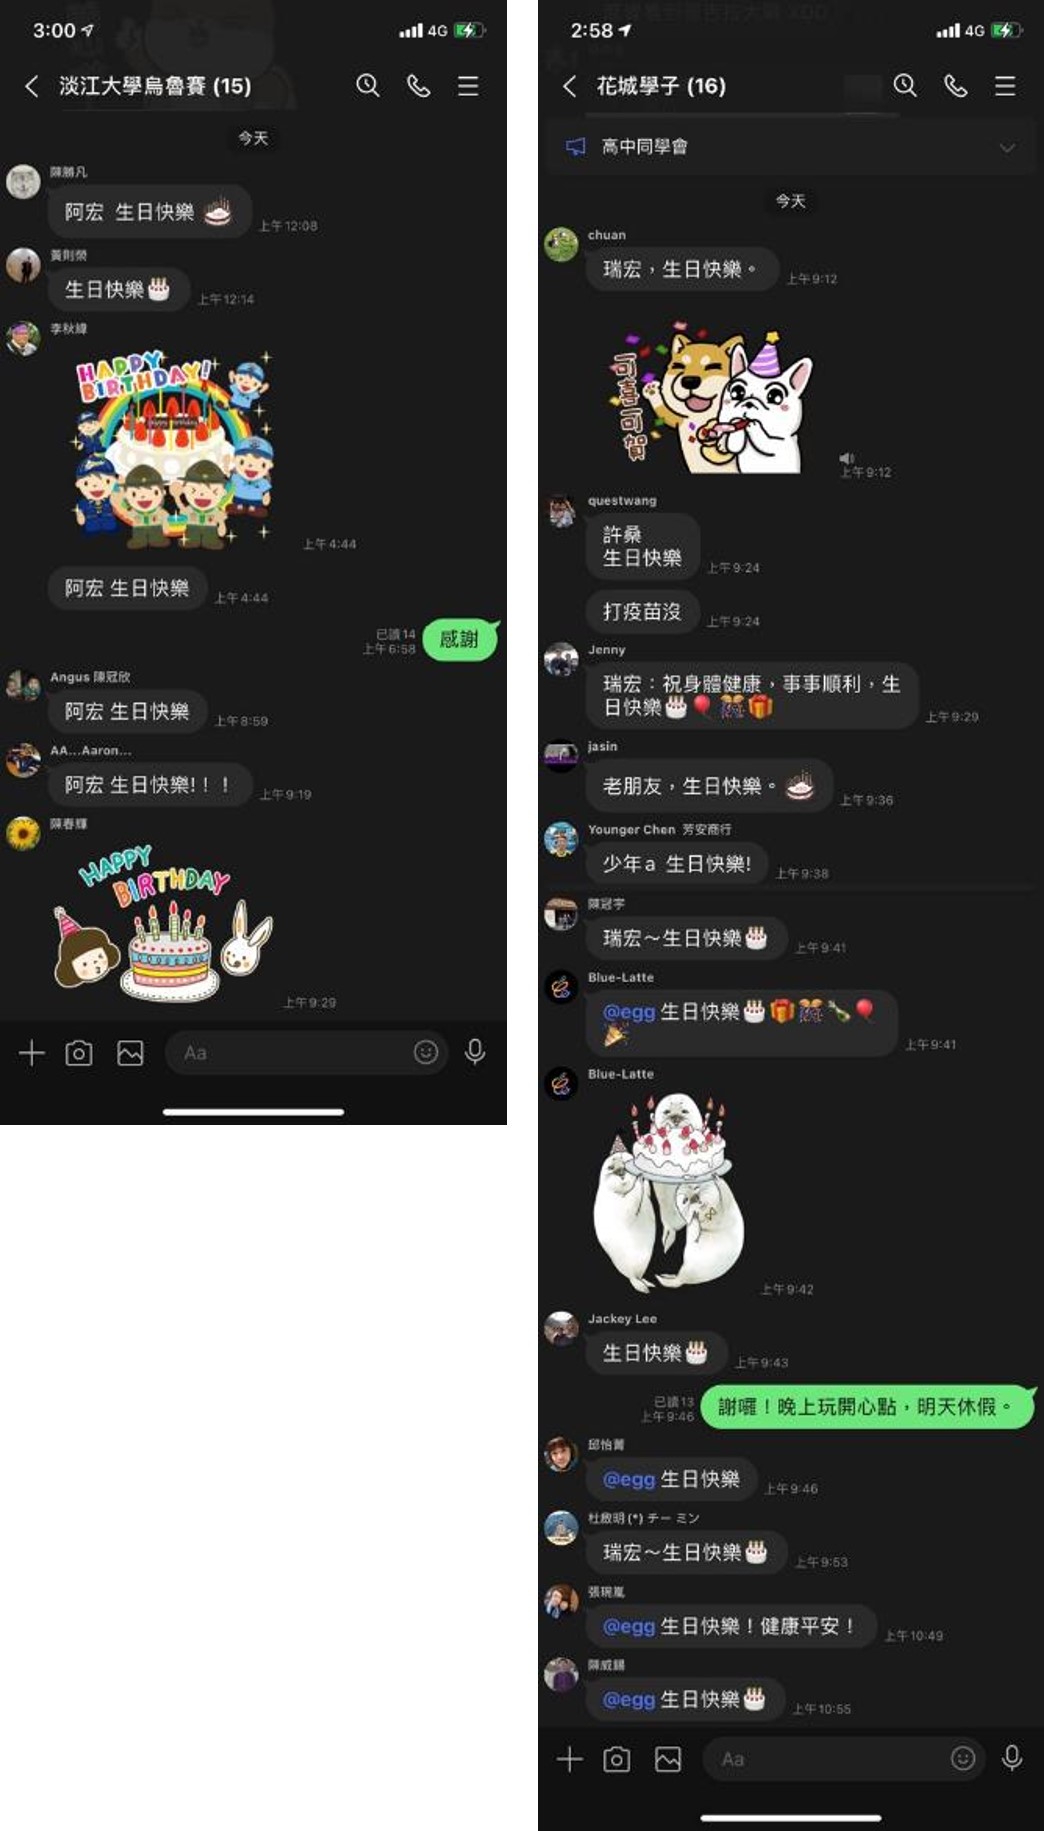 3:00
4G
淡江大學烏魯賽 (15)
今天
陳勝凡
阿宏 生日快樂
上午12:08
黃則榮
生日快樂
上午12:14
李秋緯
HAPPY
BIRTHDAY!
上午4:44
阿宏 生日快樂
上午4:44
已讀14
上午6:58
感謝
Angus 陳冠欣
阿宏 生日快樂
上午8:59
AA...Aaron...
阿宏 生日快樂!！！
上午9:19
陳春輝
HAPPY
BIRTHDAY
上午9:29
Aa
2:58
4G
花城學子 (16)
高中同學會
今天
chuan
瑞宏，生日快樂。
上午9:12
可喜可賀
上午9:12
questwang
許桑
生日快樂
上午9:24
打疫苗沒
上午9:24
Jenny
瑞宏：祝身體健康，事事順利，生
日快樂
上午9:29
jasin
老朋友，生日快樂。
上午9:36
Younger Chen 芳安商行
少年a 生日快樂!
上午9:38
陳冠宇
瑞宏～生日快樂
上午9:41
Blue-Latte
@egg 生日快樂
上午9:41
Blue-Latte
上午9:42
Jackey Lee
生日快樂
上午9:43
已讀13
上午9:46
謝囉！晚上玩開心點，明天休假。
邱怡菁
@egg 生日快樂
上午9:46
杜啟明(*) チー ミン
瑞宏～生日快樂
上午9:53
張琬嵐
@egg 生日快樂！健康平安！
上午10:49
陳威錫
@egg 生日快樂
上午10:55
Aa